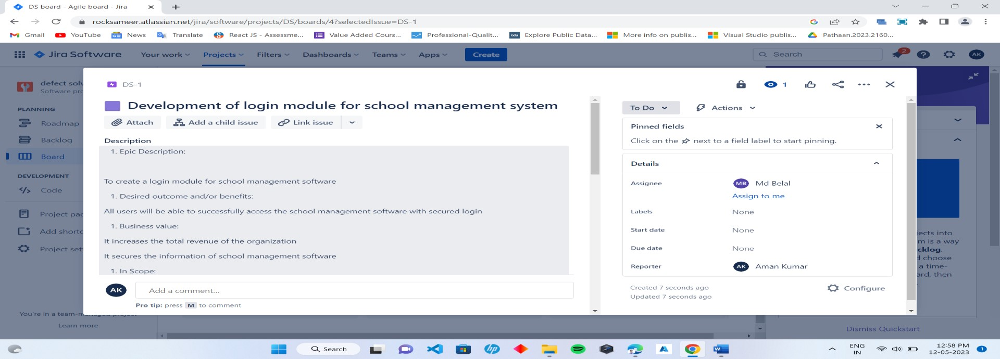 DS board - Agile board - Jira
rocksameer.atlassian.net/jira/software/projects/DS/boards/4?selectedIssue=DS-1
Gmail YouTube News Translate React JS - Assessme... Value Added Cours... Professional-Qualit... Explore Public Data... More info on publis... Visual Studio publis... Pathaan.2023.2160...
Jira Software Your work Projects Filters Dashboards Teams Apps Create Search 2 AK
defect solv
Software pro
PLANNING
Roadmap
Backlog
Board
DEVELOPMENT
Code
Project pag
Add shortc
Project sett
You're in a team-managed project
Learn more
DS-1
1
Development of login module for school management system
Attach Add a child issue Link issue
Description
1. Epic Description:
To create a login module for school management software
1. Desired outcome and/or benefits:
All users will be able to successfully access the school management software with secured login
1. Business value:
It increases the total revenue of the organization
It secures the information of school management software
1. In Scope:
AK Add a comment...
Pro tip: press M to comment
To Do Actions
Pinned fields
Click on the next to a field label to start pinning.
Details
Assignee MB Md Belal
Assign to me
Labels None
Start date None
Due date None
Reporter AK Aman Kumar
Created 7 seconds ago
Updated 7 seconds ago
Configure
jects into
m is a way
cklog.
d choose
a time-
ard, then
Dismiss Quickstart
Search
ENG
IN
12:58 PM
12-05-2023
1